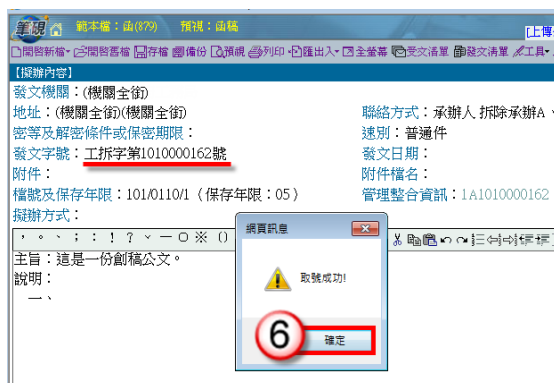 筆硯 範本檔：函(879) 預視：函稿
[上傳
開啓新檔 開啓舊檔 存檔 備份 預視 列印 匯出入 全螢幕 受文清單 發文清單 工具
【擬辦內容】
發文機關：(機關全銜)
地址：(機關全銜)(機關全銜) 聯絡方式：承辦人 拆除承辦A、
密等及解密條件或保密期限： 速別：普通件
發文字號：工拆字第1010000162號 發文日期：
附件： 附件檔名：
檔號及保存年限：101/0110/1（保存年限：05） 管理整合資訊：1A1010000162
擬辦方式：
，。、；：！？ˇ一○※()
主旨：這是一份創稿公文。
說明：
一、
網頁訊息
取號成功!
6 確定